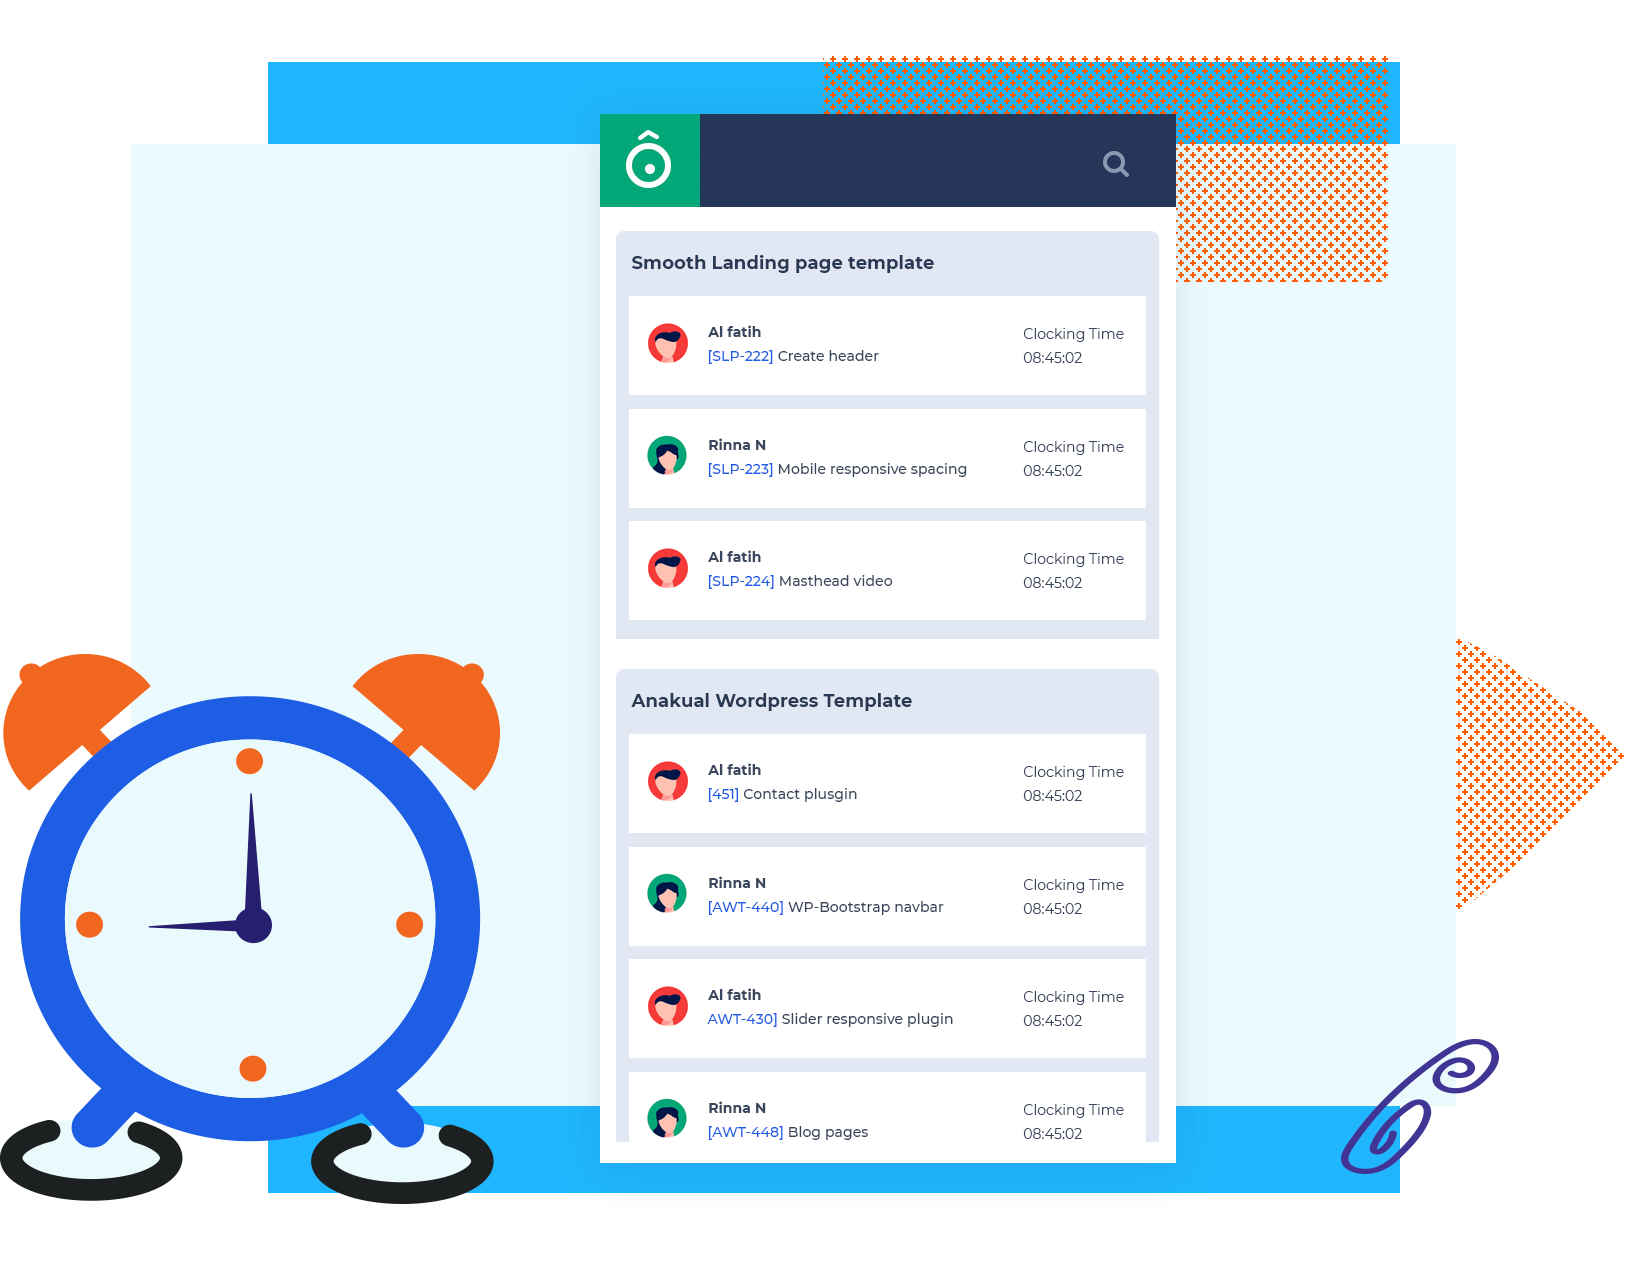 Smooth Landing page template
Al fatih
[SLP-222] Create header
Clocking Time
08:45:02
Rinna N
[SLP-223] Mobile responsive spacing
Clocking Time
08:45:02
Al fatih
[SLP-224] Masthead video
Clocking Time
08:45:02
Anakual Wordpress Template
Al fatih
[451] Contact plusgin
Clocking Time
08:45:02
Rinna N
[AWT-440] WP-Bootstrap navbar
Clocking Time
08:45:02
Al fatih
AWT-430] Slider responsive plugin
Clocking Time
08:45:02
Rinna N
[AWT-448] Blog pages
Clocking Time
08:45:02